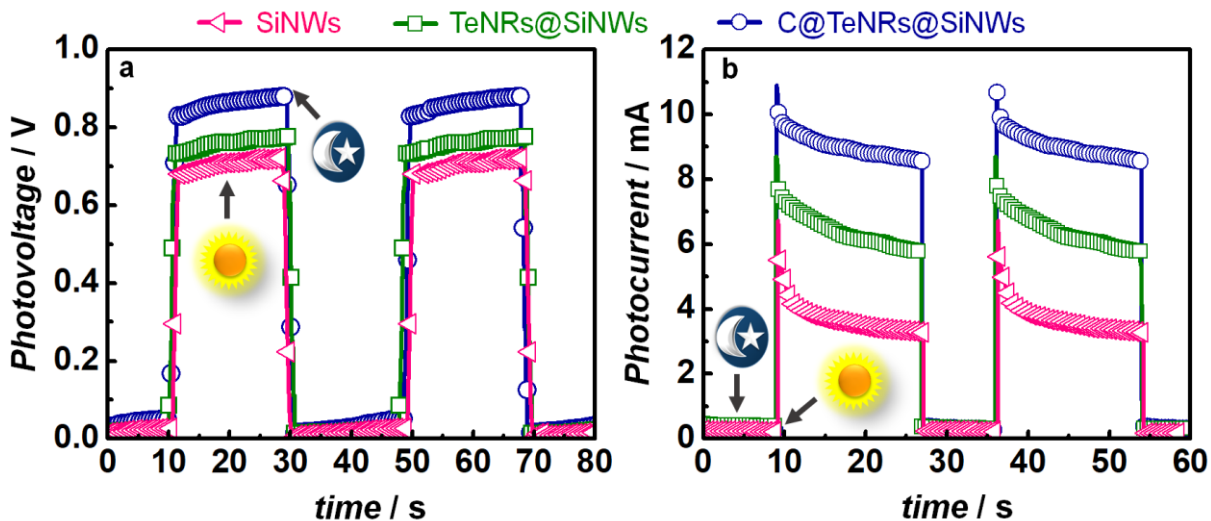 SiNWs TeNRs@SiNWs C@TeNRs@SiNWs
a
Photovoltage / V
1.0
0.8
0.6
0.4
0.2
0.0
0 10 20 30 40 50 60 70 80
time / s
b
Photocurrent / mA
12
10
8
6
4
2
0
0 10 20 30 40 50 60
time / s